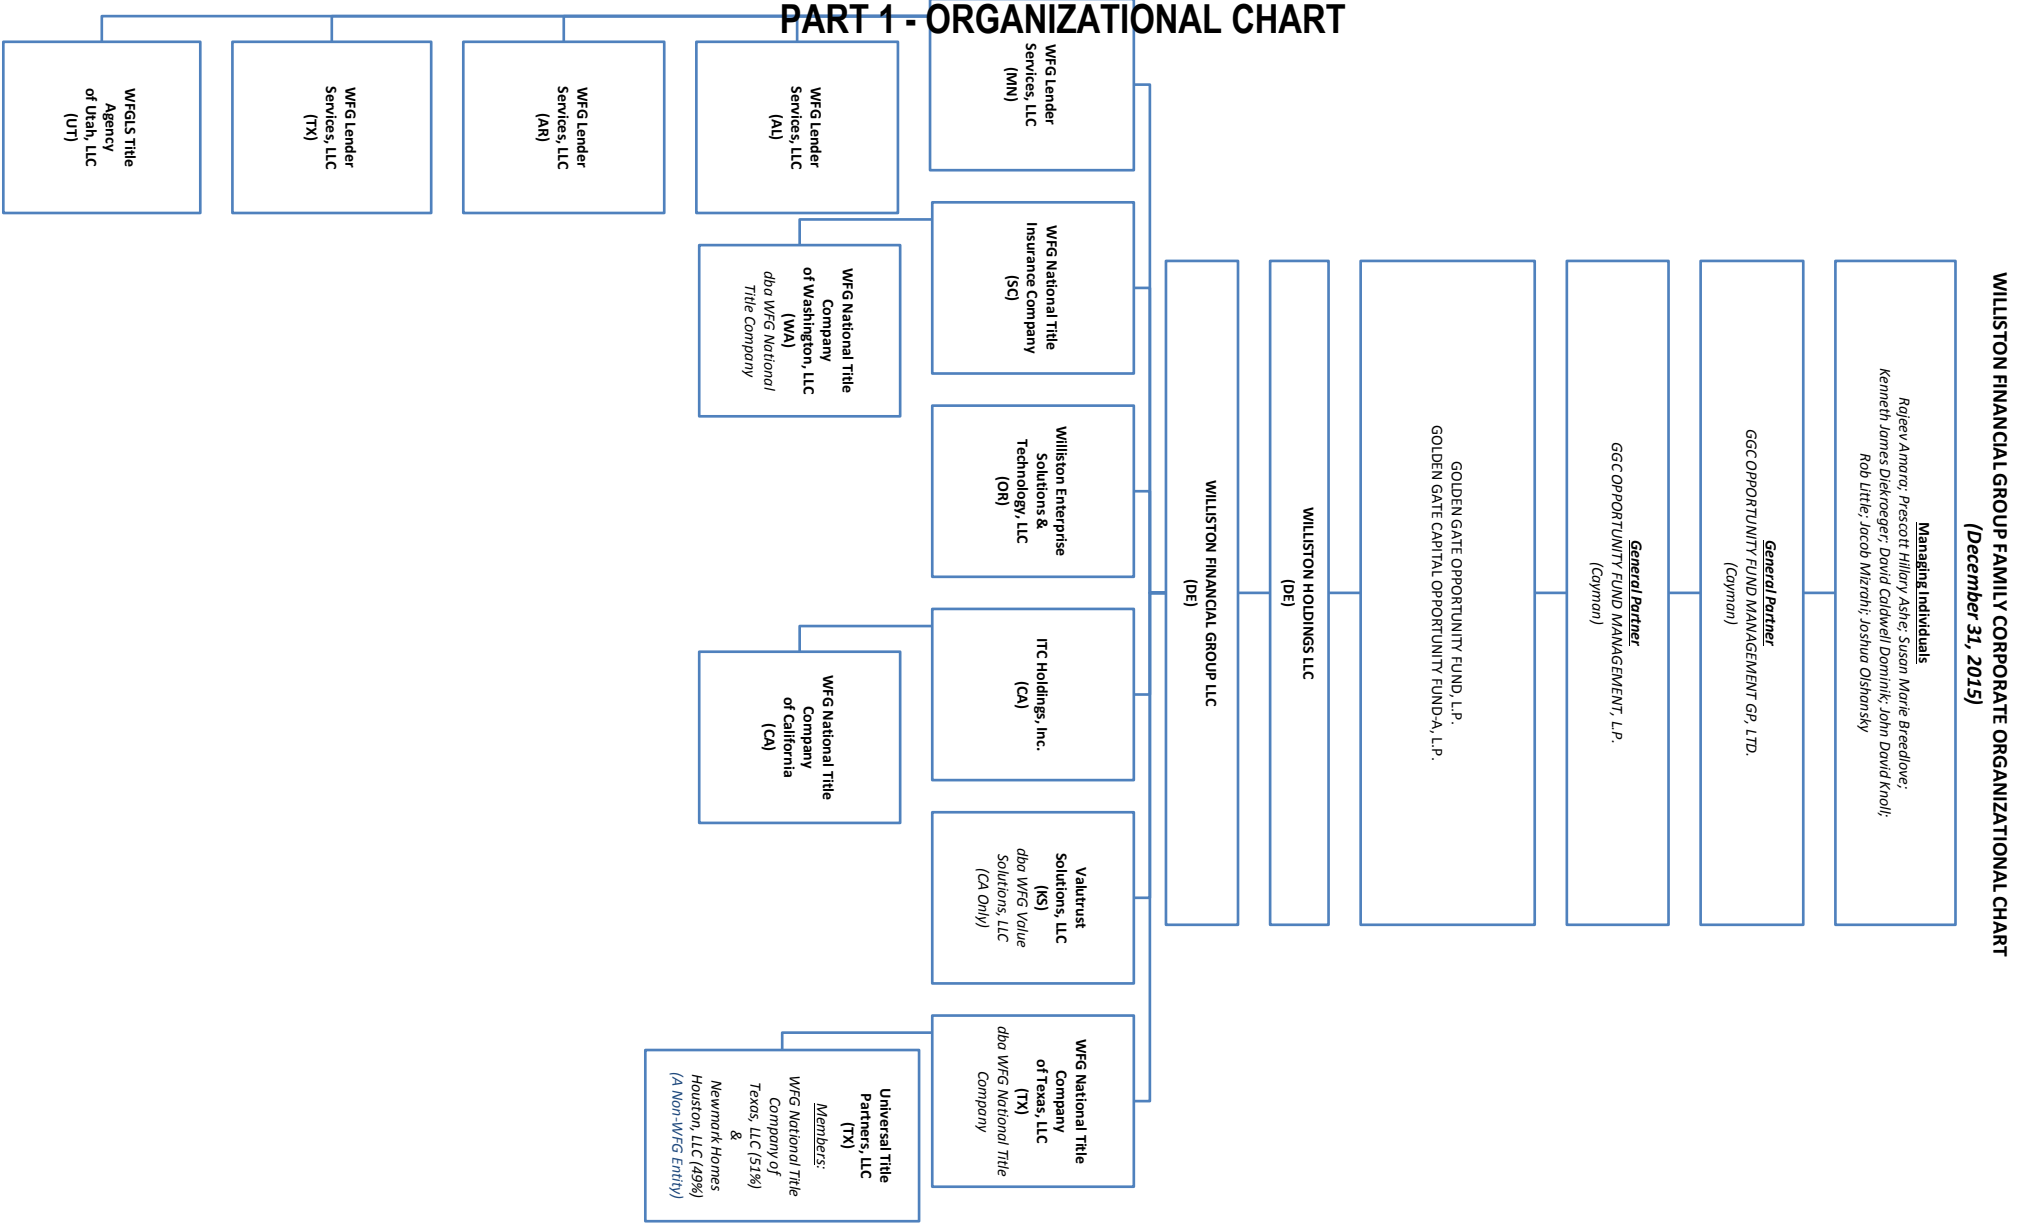 PART 1 - ORGANIZATIONAL CHART
WILLISTON FINANCIAL GROUP FAMILY CORPORATE ORGANIZATIONAL CHART
(December 31, 2015)
Managing Individuals
Rajeev Amara; Prescott Hillary Ashe; Susan Marie Breedlove;
Kenneth James Diekroeger; David Caldwell Dominik; John David Knoll;
Rob Little; Jacob Mizrahi; Joshua Olshansky
General Partner
GGC OPPORTUNITY FUND MANAGEMENT GP, LTD.
(Cayman)
General Partner
GGC OPPORTUNITY FUND MANAGEMENT, L.P.
(Cayman)
GOLDEN GATE OPPORTUNITY FUND, L.P.
GOLDEN GATE CAPITAL OPPORTUNITY FUND-A, L.P.
WILLISTON HOLDINGS LLC
(DE)
WILLISTON FINANCIAL GROUP LLC
(DE)
WFG Lender
Services, LLC
(MN)
WFG National Title
Insurance Company
(SC)
Williston Enterprise
Solutions &
Technology, LLC
(OR)
ITC Holdings, Inc.
(CA)
Valutrust
Solutions, LLC
(KS)
dba WFG Value
Solutions, LLC
(CA Only)
WFG National Title
Company
of Texas, LLC
(TX)
dba WFG National Title
Company
WFG Lender
Services, LLC
(AL)
WFG National Title
Company
of Washington, LLC
(WA)
dba WFG National
Title Company
WFG National Title
Company
of California
(CA)
Universal Title
Partners, LLC
(TX)
Members:
WFG National Title
Company of
Texas, LLC (51%)
&
Newmark Homes
Houston, LLC (49%)
(A Non-WFG Entity)
WFG Lender
Services, LLC
(AR)
WFG Lender
Services, LLC
(TX)
WFGLS Title
Agency
of Utah, LLC
(UT)